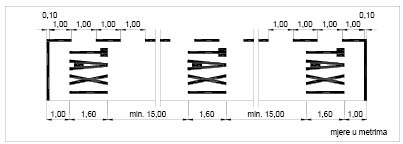 0,10 0,10
1,00 1,00 1,00 1,00 1,00 1,00 1,00 1,00
1,00 1,60 min. 15,00 1,60 min. 15,00 1,60 1,00
mjere u metrima